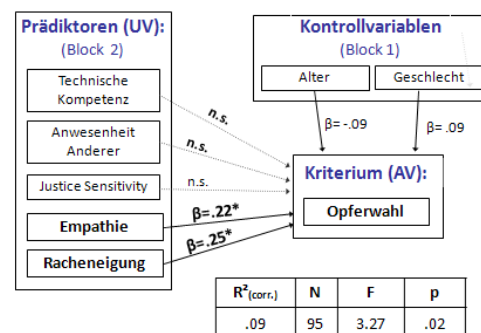 Prädiktoren (UV):
(Block 2)
Technische
Kompetenz
Anwesenheit
Anderer
Justice Sensitivity
Empathie
Racheneigung
n.s.
n.s.
n.s.
β=.22*
β=.25*
Kontrollvariablen
(Block 1)
Alter
Geschlecht
β= -.09
β= .09
Kriterium (AV):
Opferwahl
R²(corr.) N F p
.09 95 3.27 .02